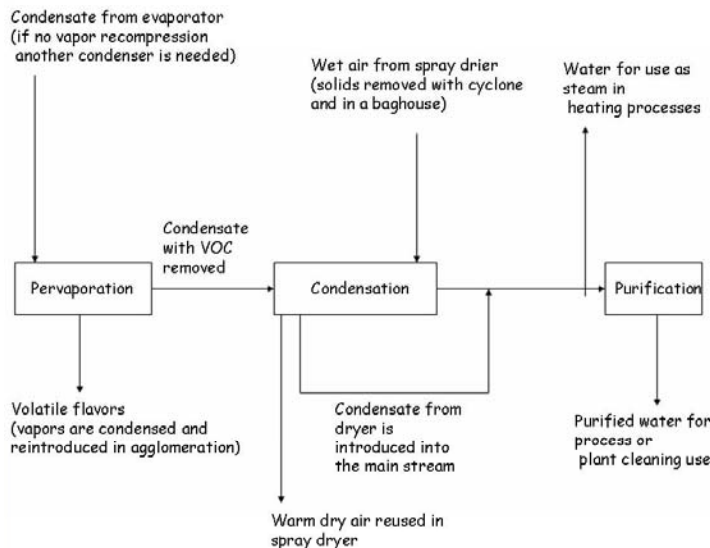 Condensate from evaporator
(if no vapor recompression
another condenser is needed)
Wet air from spray drier
(solids removed with cyclone
and in a baghouse)
Water for use as
steam in
heating processes
Condensate
with VOC
removed
Pervaporation
Condensation
Purification
Volatile flavors
(vapors are condensed and
reintroduced in agglomeration)
Condensate from
dryer is
introduced into
the main stream
Purified water for
process or
plant cleaning use
Warm dry air reused in
spray dryer